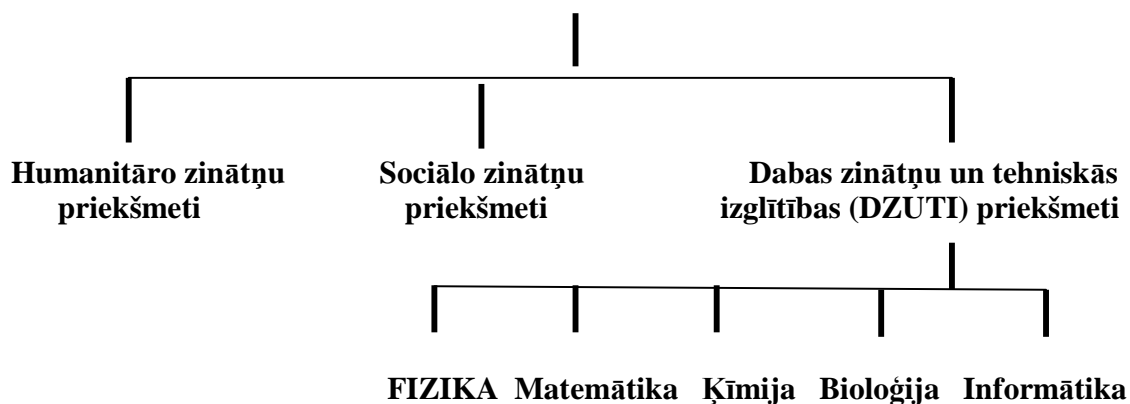 Humanitāro zinātņu
priekšmeti
Sociālo zinātņu
priekšmeti
Dabas zinātņu un tehniskās
izglītības (DZUTI) priekšmeti
FIZIKA Matemātika Ķīmija Bioloģija Informātika